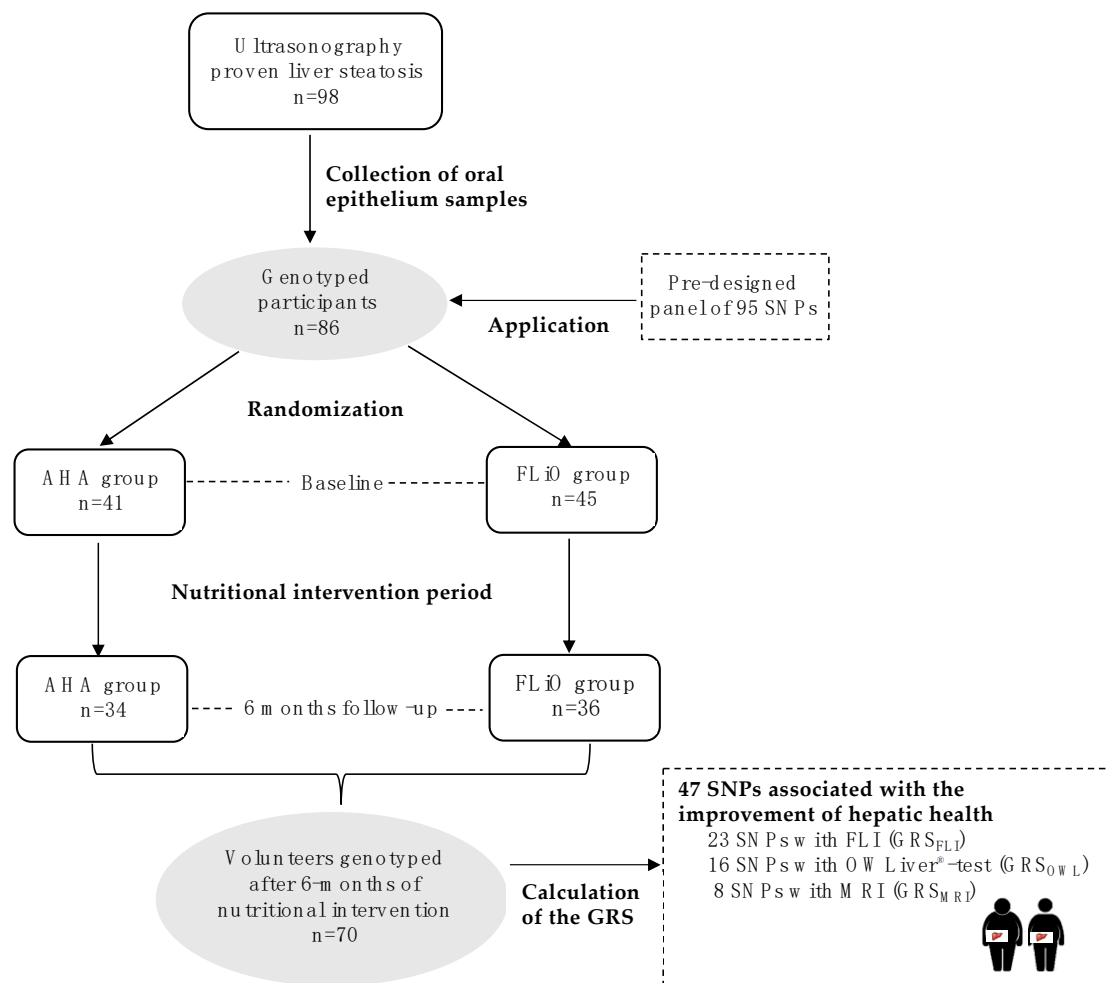 Ultrasonography
proven liver steatosis
n=98
Collection of oral
epithelium samples
Genotyped
participants
n=86
Pre-designed
panel of 95 SNPs
Application
Randomization
AHA group
n=41
Baseline
FLiO group
n=45
Nutritional intervention period
AHA group
n=34
6 months follow-up
FLiO group
n=36
47 SNPs associated with the
improvement of hepatic health
23 SNPs with FLI (GRS_FLI)
16 SNPs with OWLiver®-test (GRS_OWL)
8 SNPs with MRI (GRS_MRI)
Volunteers genotyped
after 6-months of
nutritional intervention
n=70
Calculation
of the GRS